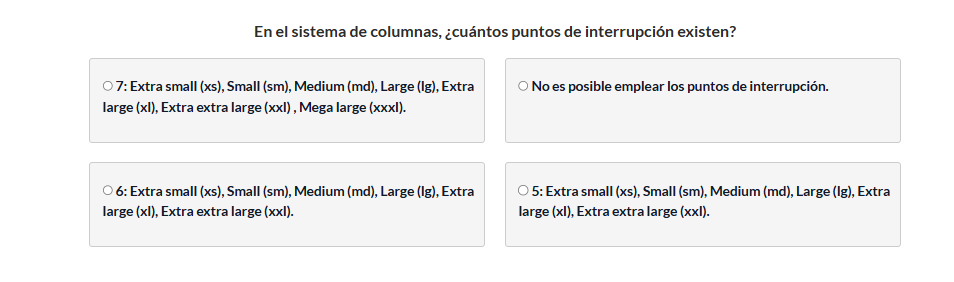 En el sistema de columnas, ¿cuántos puntos de interrupción existen?
7: Extra small (xs), Small (sm), Medium (md), Large (lg), Extra
large (xl), Extra extra large (xxl) , Mega large (xxxl).
No es posible emplear los puntos de interrupción.
6: Extra small (xs), Small (sm), Medium (md), Large (lg), Extra
large (xl), Extra extra large (xxl).
5: Extra small (xs), Small (sm), Medium (md), Large (lg), Extra
large (xl), Extra extra large (xxl).